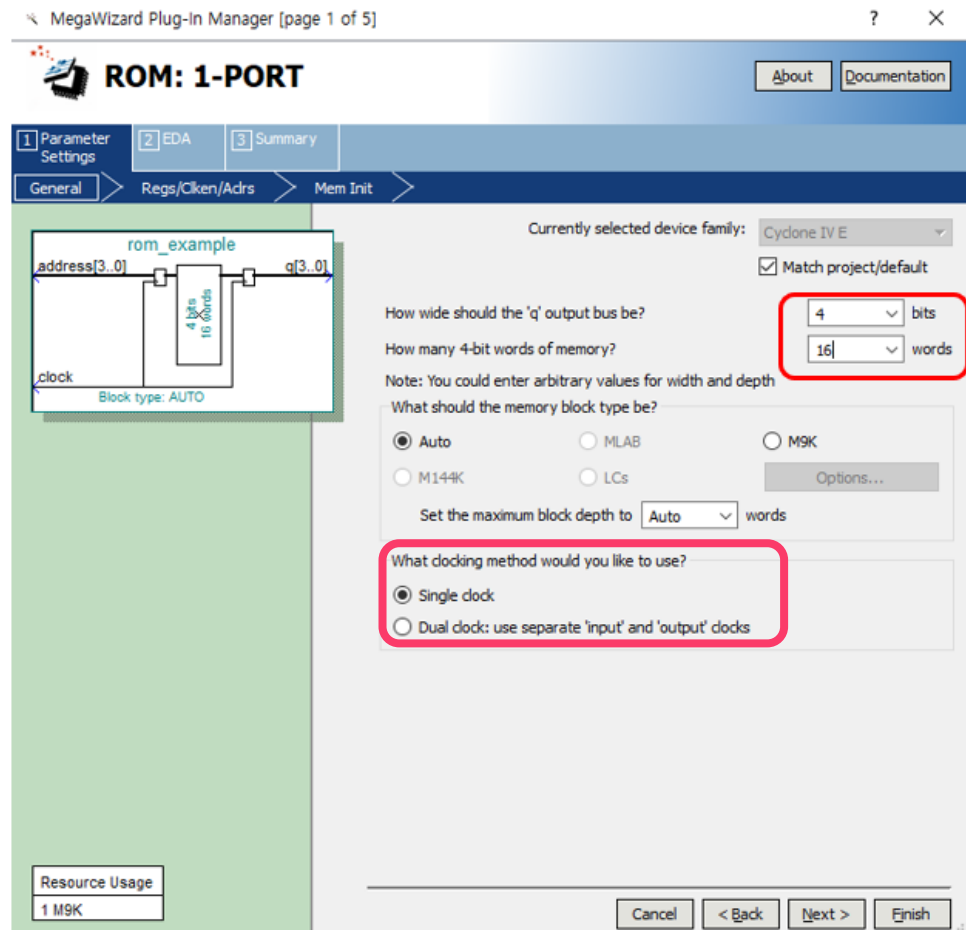 MegaWizard Plug-In Manager [page 1 of 5]
?
ROM: 1-PORT
About
Documentation
1 Parameter Settings
2 EDA
3 Summary
General
Regs/Clken/Aclrs
Mem Init
rom_example
address[3..0]
q[3..0]
4 bits
16 words
clock
Block type: AUTO
Currently selected device family:
Cyclone IV E
Match project/default
How wide should the 'q' output bus be?
4
bits
How many 4-bit words of memory?
16
words
Note: You could enter arbitrary values for width and depth
What should the memory block type be?
Auto
MLAB
M9K
M144K
LCs
Options...
Set the maximum block depth to
Auto
words
What clocking method would you like to use?
Single clock
Dual clock: use separate 'input' and 'output' clocks
Resource Usage
1 M9K
Cancel
< Back
Next >
Finish